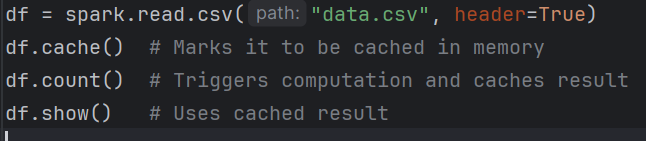 df = spark.read.csv( path: "data.csv", header=True)
df.cache()  # Marks it to be cached in memory
df.count()  # Triggers computation and caches result
df.show()   # Uses cached result